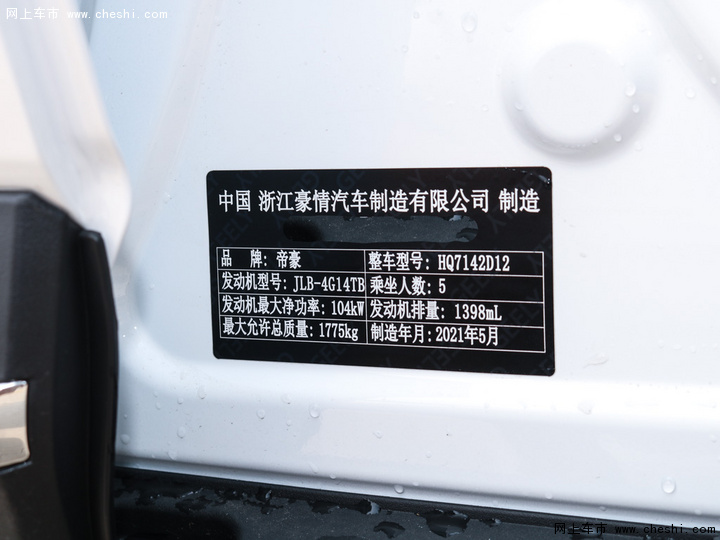 网上车市 www.cheshi.com
中国 浙江豪情汽车制造有限公司 制造
品 牌: 帝豪 整车型号: HQ7142D12
发动机型号: JLB-4G14TB 乘坐人数: 5
发动机最大净功率: 104kW 发动机排量: 1398mL
最大允许总质量: 1775kg 制造年月: 2021年5月
网上车市 www.cheshi.com